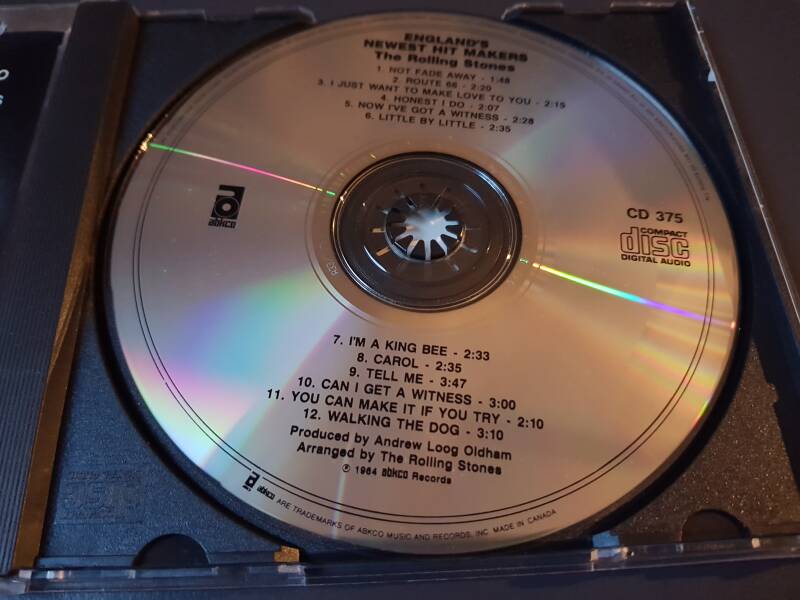 ENGLAND'S
NEWEST HIT MAKERS
The Rolling Stones
1. NOT FADE AWAY - 1:48
2. ROUTE 66 - 2:20
3. I JUST WANT TO MAKE LOVE TO YOU - 2:15
4. HONEST I DO - 2:07
5. NOW I'VE GOT A WITNESS - 2:28
6. LITTLE BY LITTLE - 2:35
abkco
CD 375
COMPACT
disc
DIGITAL AUDIO
7. I'M A KING BEE - 2:33
8. CAROL - 2:35
9. TELL ME - 3:47
10. CAN I GET A WITNESS - 3:00
11. YOU CAN MAKE IT IF YOU TRY - 2:10
12. WALKING THE DOG - 3:10
Produced by Andrew Loog Oldham
Arranged by The Rolling Stones
℗ 1964 abkco Records
abkco ARE TRADEMARKS OF ABKCO MUSIC AND RECORDS, INC. MADE IN CANADA